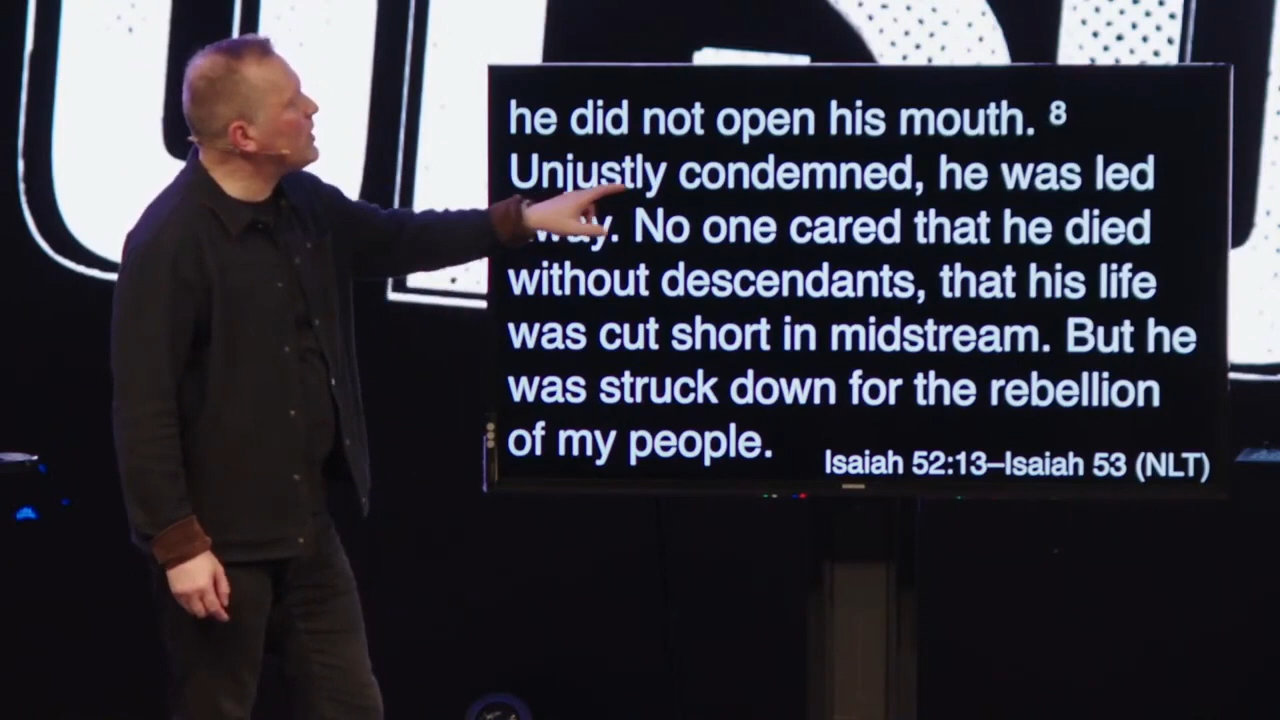 he did not open his mouth. 8
Unjustly condemned, he was led
away. No one cared that he died
without descendants, that his life
was cut short in midstream. But he
was struck down for the rebellion
of my people.
Isaiah 52:13–Isaiah 53 (NLT)